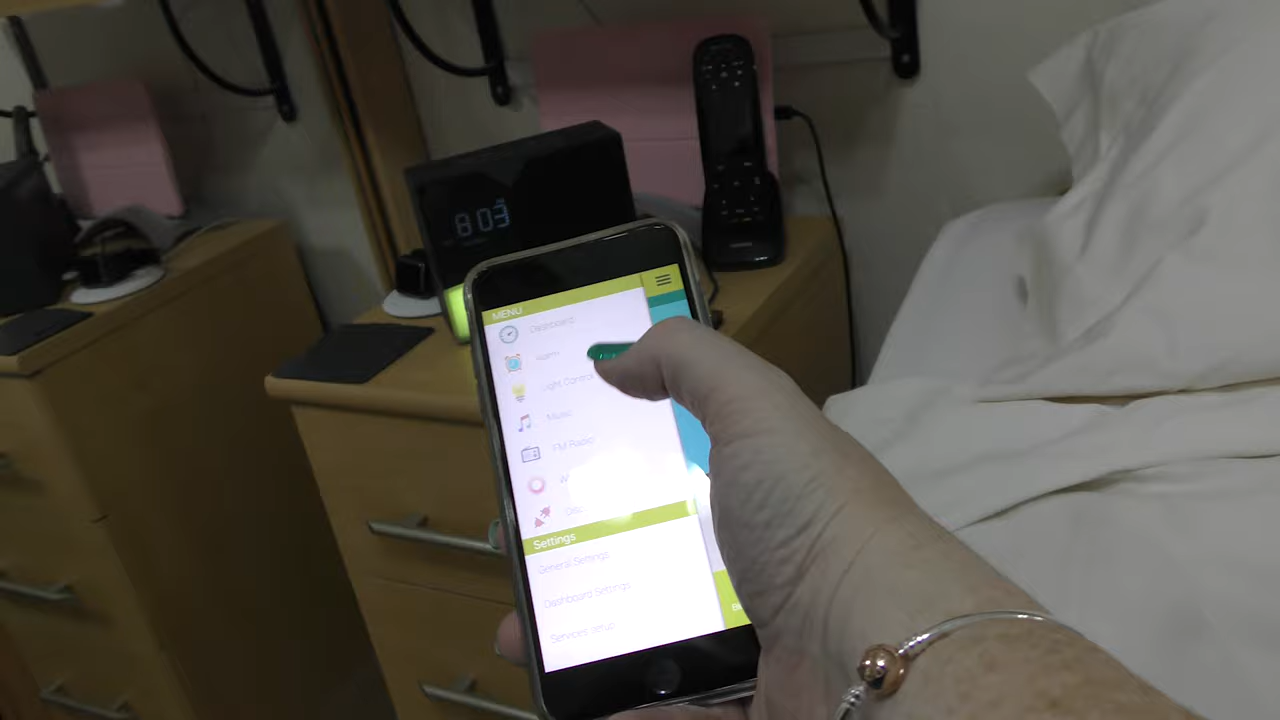 8:03
MENU
Dashboard
Alarm
Light Control
Music
FM Radio
Settings
General Settings
Dashboard Settings
Services setup